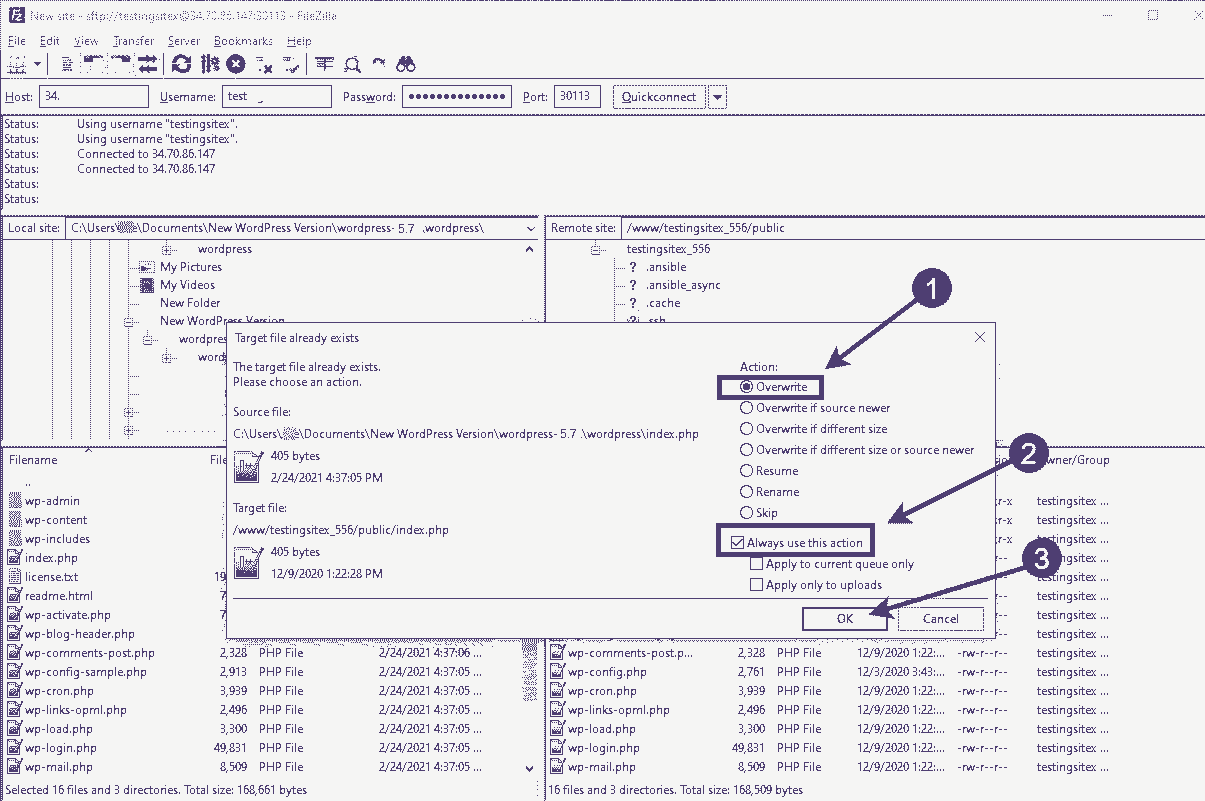 New site - sftp://testingsitex@34.70.86.147:30113 - FileZilla
File Edit View Transfer Server Bookmarks Help
Host: 34. Username: test Password: ●●●●●●●●●●●●●● Port: 30113 Quickconnect
Status: Using username "testingsitex".
Status: Using username "testingsitex".
Status: Connected to 34.70.86.147
Status: Connected to 34.70.86.147
Status:
Status:
Local site: C:\Users\ \Documents\New WordPress Version\wordpress- 5.7 .wordpress\
wordpress
My Pictures
My Videos
New Folder
New WordPress Version
wordpres
word
Remote site: /www/testingsitex_556/public
testingsitex_556
? .ansible
? .ansible_async
? .cache
? .ssh
1
Target file already exists
The target file already exists.
Please choose an action.
Source file:
C:\Users\ \Documents\New WordPress Version\wordpress- 5.7 .\wordpress\index.php
405 bytes
2/24/2021 4:37:05 PM
Target file:
/www/testingsitex_556/public/index.php
405 bytes
12/9/2020 1:22:28 PM
Action:
Overwrite
Overwrite if source newer
Overwrite if different size
Overwrite if different size or source newer
Resume
Rename
Skip
2
Always use this action
Apply to current queue only
Apply only to uploads
3
OK Cancel
Filename File
..
wp-admin
wp-content
wp-includes
index.php
license.txt 19
readme.html 7
wp-activate.php 7
wp-blog-header.php
wp-comments-post.php 2,328 PHP File 2/24/2021 4:37:06 ...
wp-config-sample.php 2,913 PHP File 2/24/2021 4:37:05 ...
wp-cron.php 3,939 PHP File 2/24/2021 4:37:05 ...
wp-links-opml.php 2,496 PHP File 2/24/2021 4:37:05 ...
wp-load.php 3,300 PHP File 2/24/2021 4:37:05 ...
wp-login.php 49,831 PHP File 2/24/2021 4:37:05 ...
wp-mail.php 8,509 PHP File 2/24/2021 4:37:05 ...
Selected 16 files and 3 directories. Total size: 168,661 bytes
wner/Group
r-x testingsitex ...
r-x testingsitex ...
r-x testingsitex ...
r-- testingsitex ...
r-- testingsitex ...
r-- testingsitex ...
r-- testingsitex ...
r-- testingsitex ...
wp-comments-post.p... 2,328 PHP File 12/9/2020 1:22:... -rw-r--r-- testingsitex ...
wp-config.php 2,761 PHP File 12/3/2020 3:43:... -rw-r--r-- testingsitex ...
wp-cron.php 3,939 PHP File 12/9/2020 1:22:... -rw-r--r-- testingsitex ...
wp-links-opml.php 2,496 PHP File 12/9/2020 1:22:... -rw-r--r-- testingsitex ...
wp-load.php 3,300 PHP File 12/9/2020 1:22:... -rw-r--r-- testingsitex ...
wp-login.php 49,831 PHP File 12/9/2020 1:22:... -rw-r--r-- testingsitex ...
wp-mail.php 8,509 PHP File 12/9/2020 1:22:... -rw-r--r-- testingsitex ...
16 files and 3 directories. Total size: 168,509 bytes